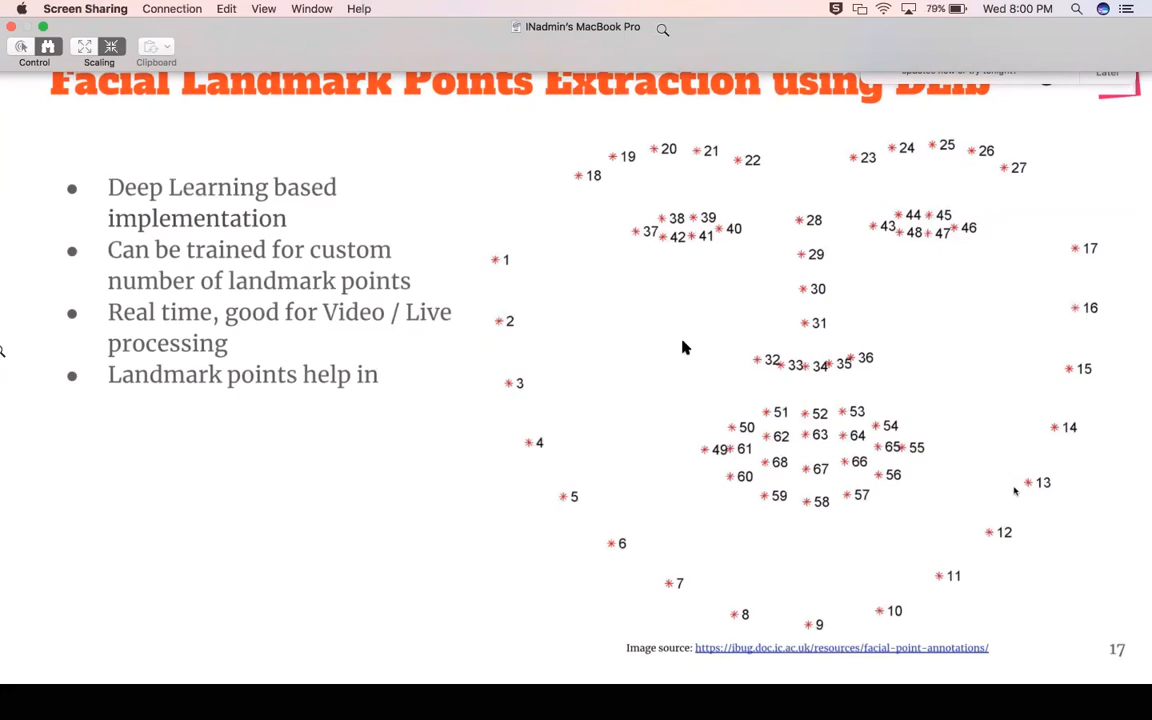 Screen Sharing Connection Edit View Window Help 79% Wed 8:00 PM
INadmin's MacBook Pro
Control Scaling Clipboard
Later
Facial Landmark Points Extraction using Dlib
Deep Learning based
implementation
Can be trained for custom
number of landmark points
Real time, good for Video / Live
processing
Landmark points help in
18 19 20 21 22 23 24 25 26 27
37 38 39 40 41 42 28 43 44 45 46 47 48
29
30
31
32 33 34 35 36
1
2
3
4
5
6
7
8
9
10
11
12
13
14
15
16
17
49 50 51 52 53 54 55
61 62 63 64 65
68 67 66
60 59 58 57 56
Image source: https://ibug.doc.ic.ac.uk/resources/facial-point-annotations/
17